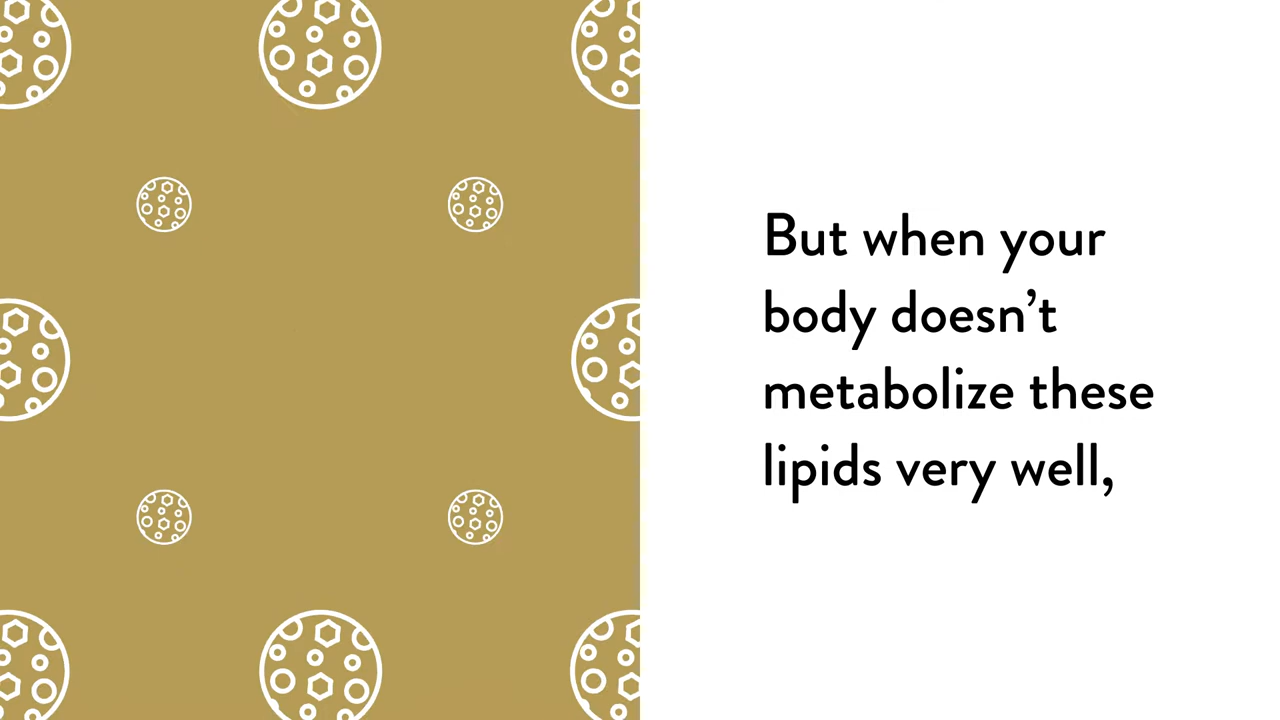 But when your
body doesn’t
metabolize these
lipids very well,